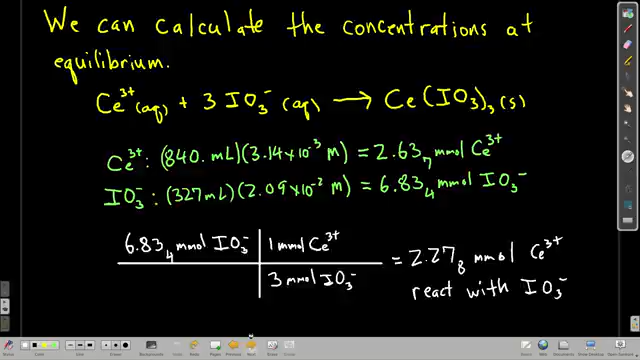 We can calculate the concentrations at
equilibrium.
Ce³⁺(aq) + 3 IO₃⁻ (aq) → Ce(IO₃)₃(s)
Ce³⁺: (840. mL)(3.14×10⁻³ M) = 2.63₇ mmol Ce³⁺
IO₃⁻: (327 mL)(2.09×10⁻² M) = 6.83₄ mmol IO₃⁻
6.83₄ mmol IO₃⁻ | 1 mmol Ce³⁺
3 mmol IO₃⁻
= 2.27₈ mmol Ce³⁺
react with IO₃⁻